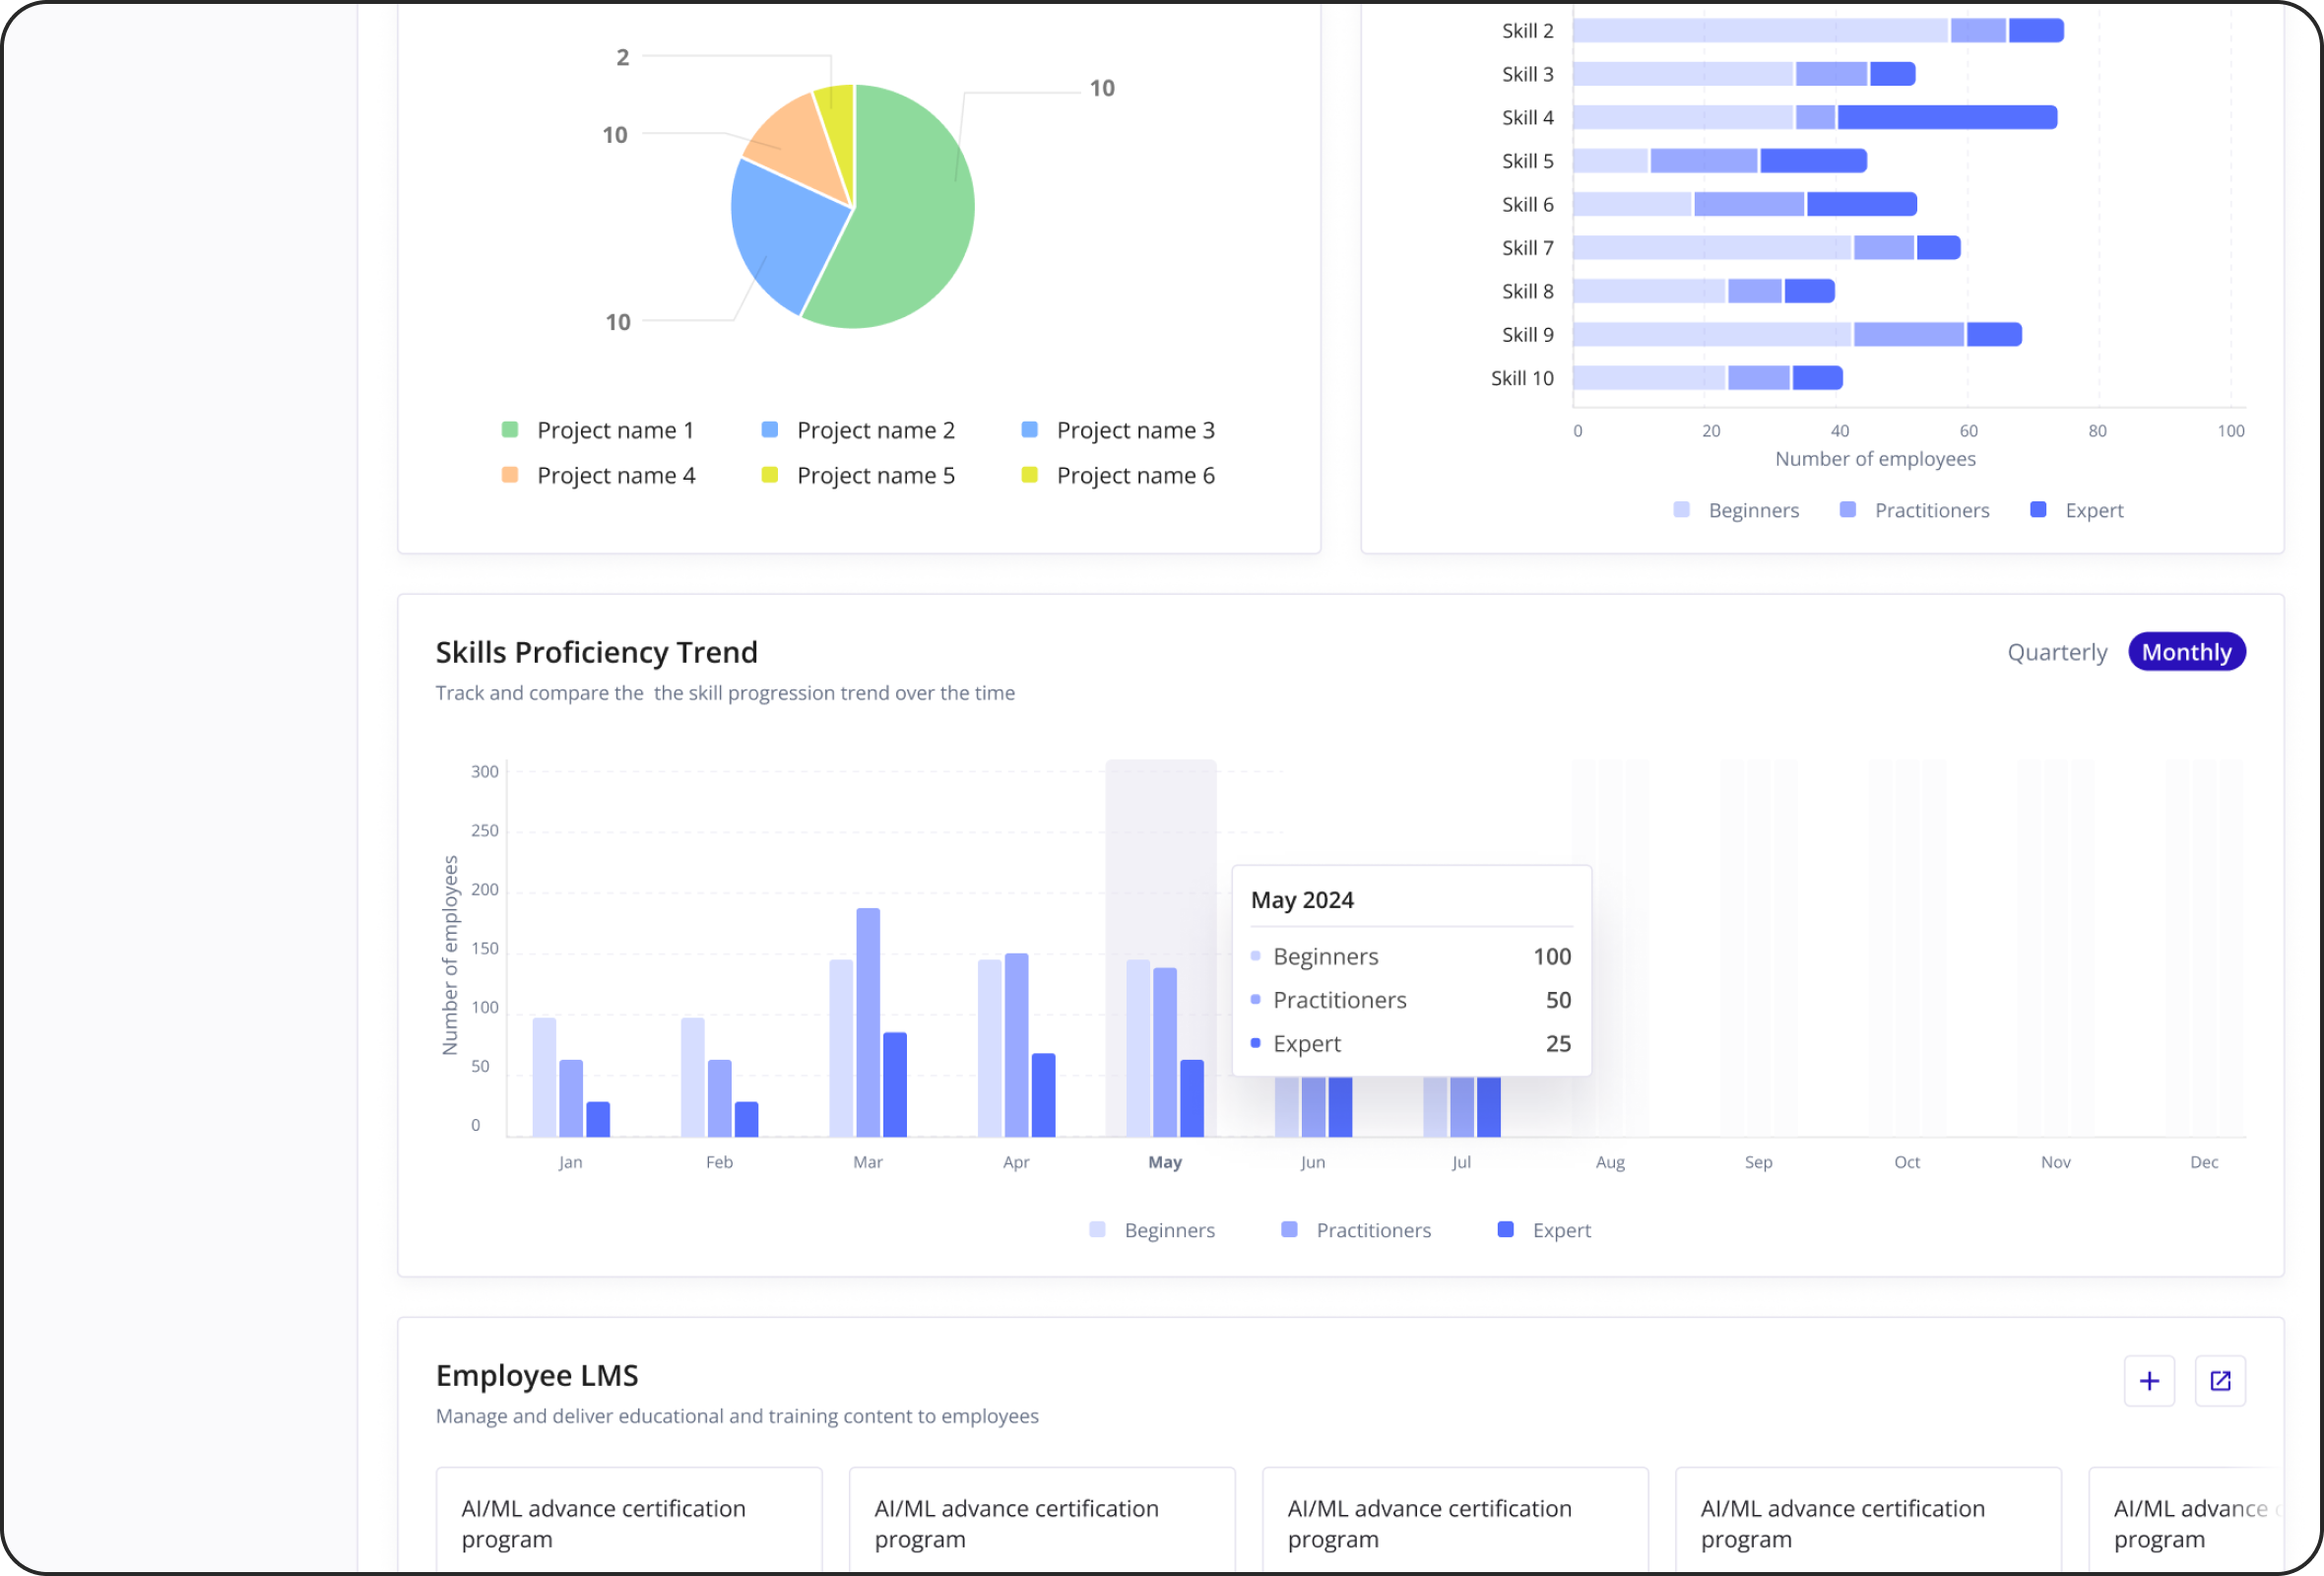 2
10
10
10
Project name 1
Project name 2
Project name 3
Project name 4
Project name 5
Project name 6
Skill 2
Skill 3
Skill 4
Skill 5
Skill 6
Skill 7
Skill 8
Skill 9
Skill 10
0 20 40 60 80 100
Number of employees
Beginners Practitioners Expert
Skills Proficiency Trend
Quarterly Monthly
Track and compare the  the skill progression trend over the time
Number of employees
300
250
200
150
100
50
0
May 2024
Beginners 100
Practitioners 50
Expert 25
Jan Feb Mar Apr May Jun Jul Aug Sep Oct Nov Dec
Beginners Practitioners Expert
Employee LMS
Manage and deliver educational and training content to employees
AI/ML advance certification
program
AI/ML advance certification
program
AI/ML advance certification
program
AI/ML advance certification
program
AI/ML advance
program